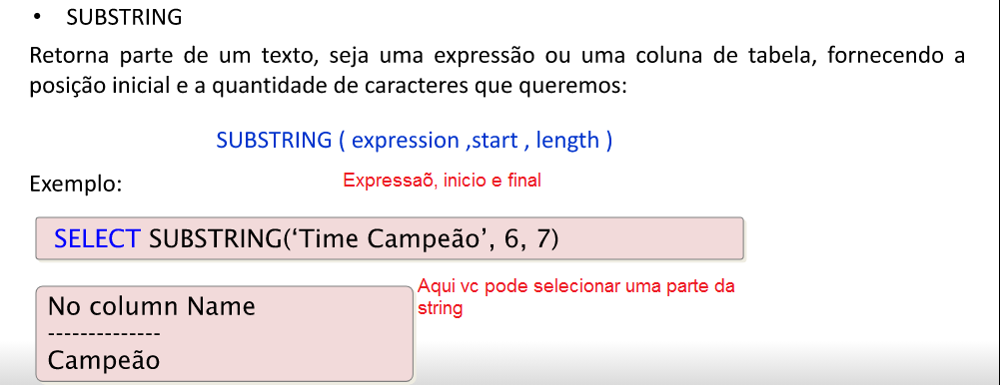 • SUBSTRING
Retorna parte de um texto, seja uma expressão ou uma coluna de tabela, fornecendo a
posição inicial e a quantidade de caracteres que queremos:
SUBSTRING ( expression ,start , length )
Expressaõ, inicio e final
Exemplo:
SELECT SUBSTRING(‘Time Campeão’, 6, 7)
Aqui vc pode selecionar uma parte da
string
No column Name
--------------
Campeão